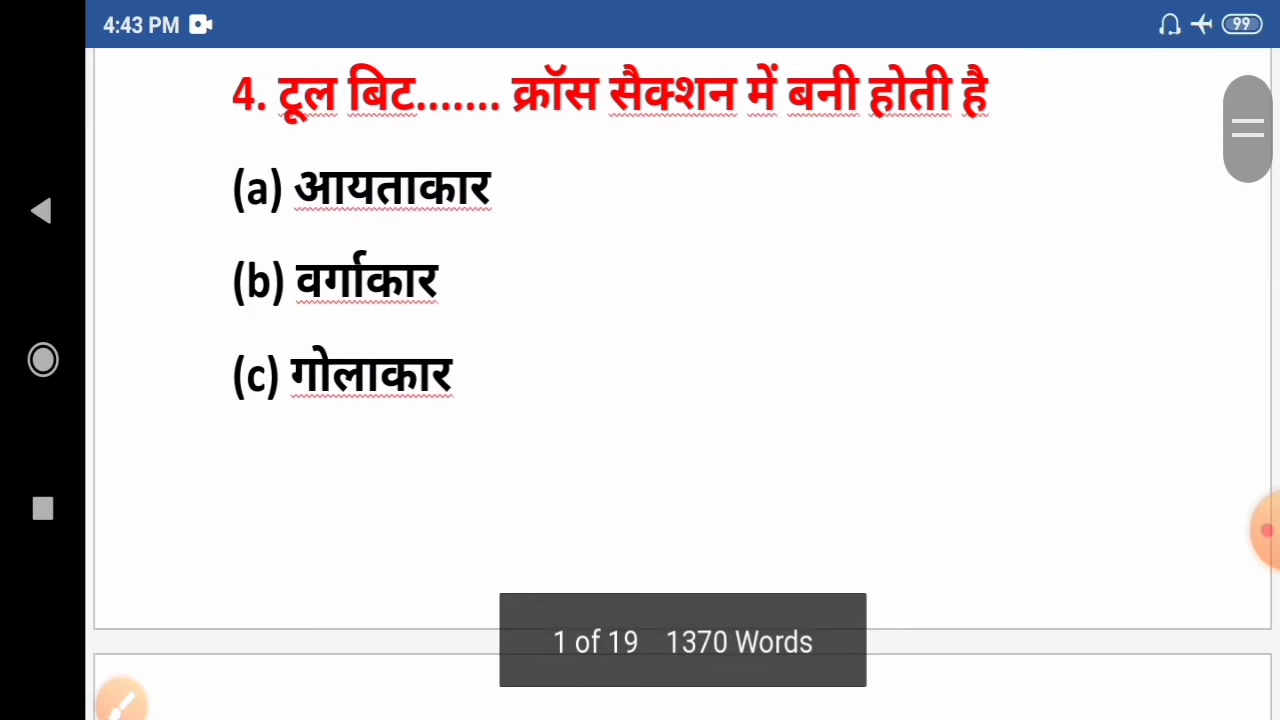 4:43 PM
99
4. टूल बिट....... क्रॉस सैक्शन में बनी होती है
(a) आयताकार
(b) वर्गाकार
(c) गोलाकार
1 of 19 1370 Words